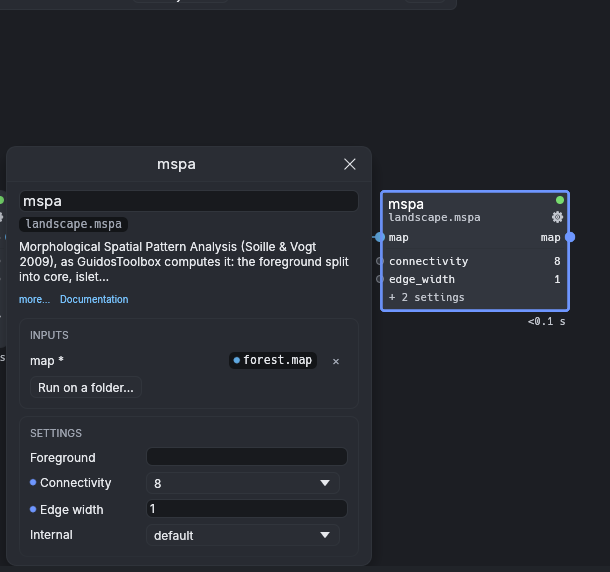 mspa
mspa
landscape.mspa
Morphological Spatial Pattern Analysis (Soille & Vogt
2009), as GuidosToolbox computes it: the foreground split
into core, islet...
more... Documentation
INPUTS
map * forest.map ×
Run on a folder...
SETTINGS
Foreground
Connectivity 8
Edge width 1
Internal default
mspa
landscape.mspa
map map
connectivity 8
edge_width 1
+ 2 settings
<0.1 s
s